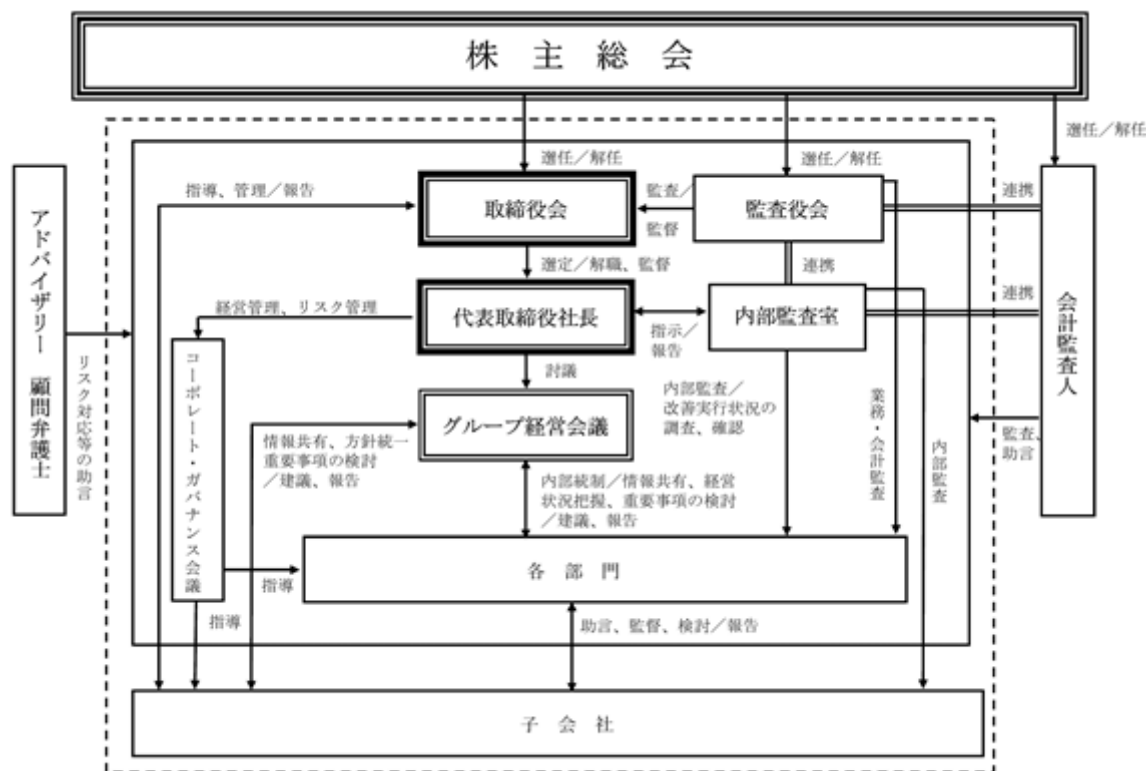 株主総会
選任／解任
選任／解任
選任／解任
指導、管理／報告
取締役会
監査／
監督
監査役会
連携
アドバイザリー 顧問弁護士
選定／解職、監督
連携
経営管理、リスク管理
代表取締役社長
指示／
報告
内部監査室
連携
会計監査人
リスク対応等の助言
コーポレート・ガバナンス会議
討議
内部監査／
改善実行状況の
調査、確認
業務・会計監査
内部監査
監査、
助言
グループ経営会議
情報共有、方針統一
重要事項の検討
／建議、報告
内部統制／情報共有、経営
状況把握、重要事項の検討
／建議、報告
各部門
指導
指導
助言、監督、検討／報告
子会社